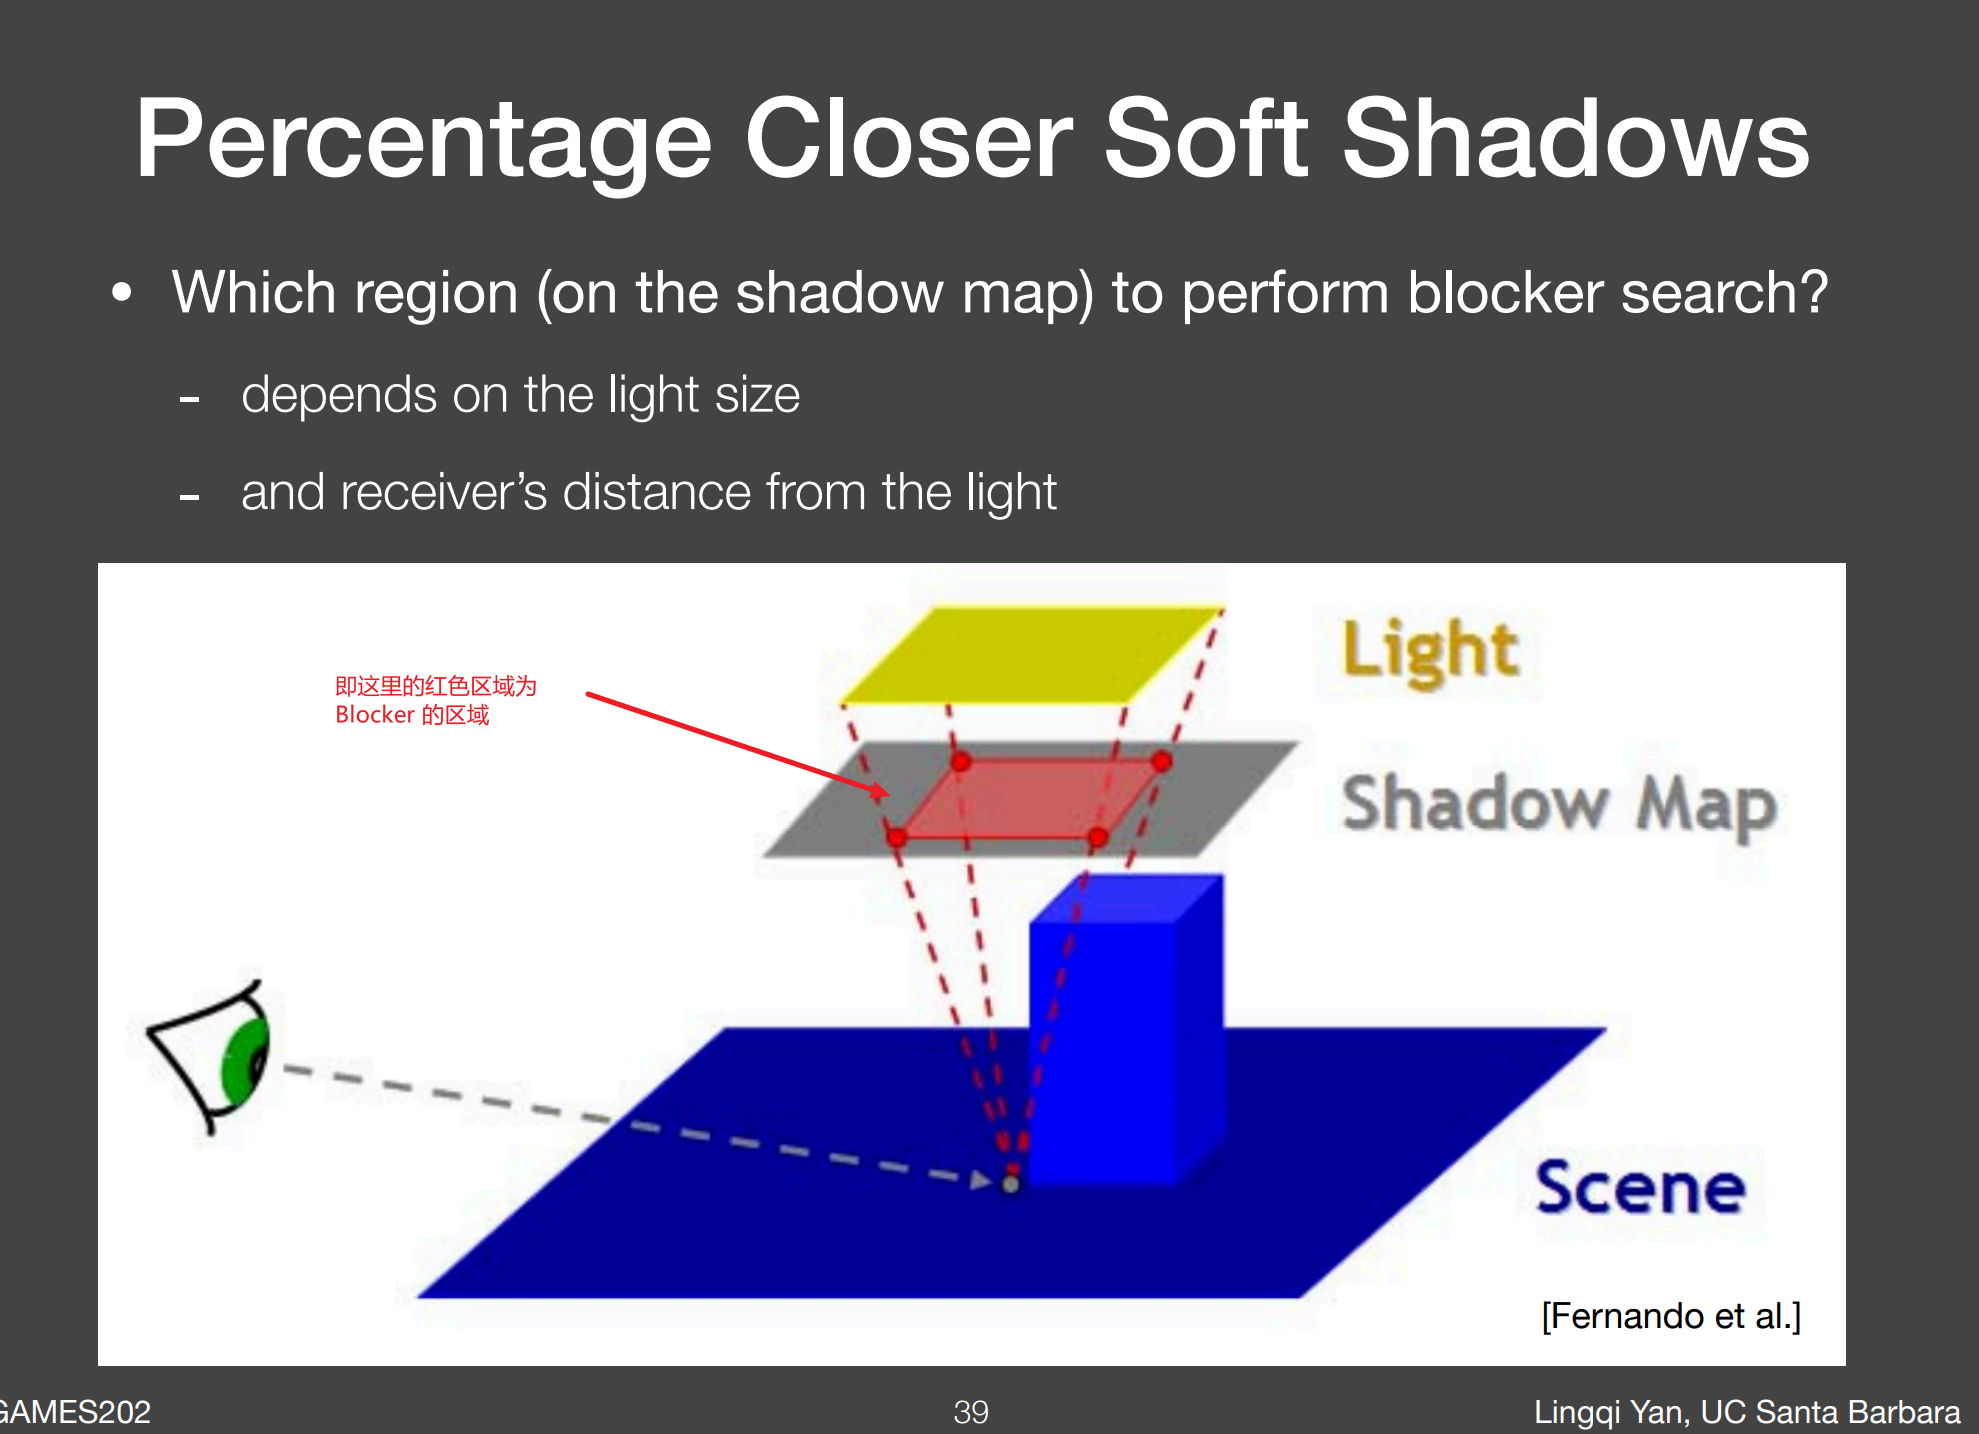 Percentage Closer Soft Shadows
• Which region (on the shadow map) to perform blocker search?
- depends on the light size
- and receiver’s distance from the light
Light
即这里的红色区域为
Blocker 的区域
Shadow Map
Scene
[Fernando et al.]
GAMES202
39
Lingqi Yan, UC Santa Barbara